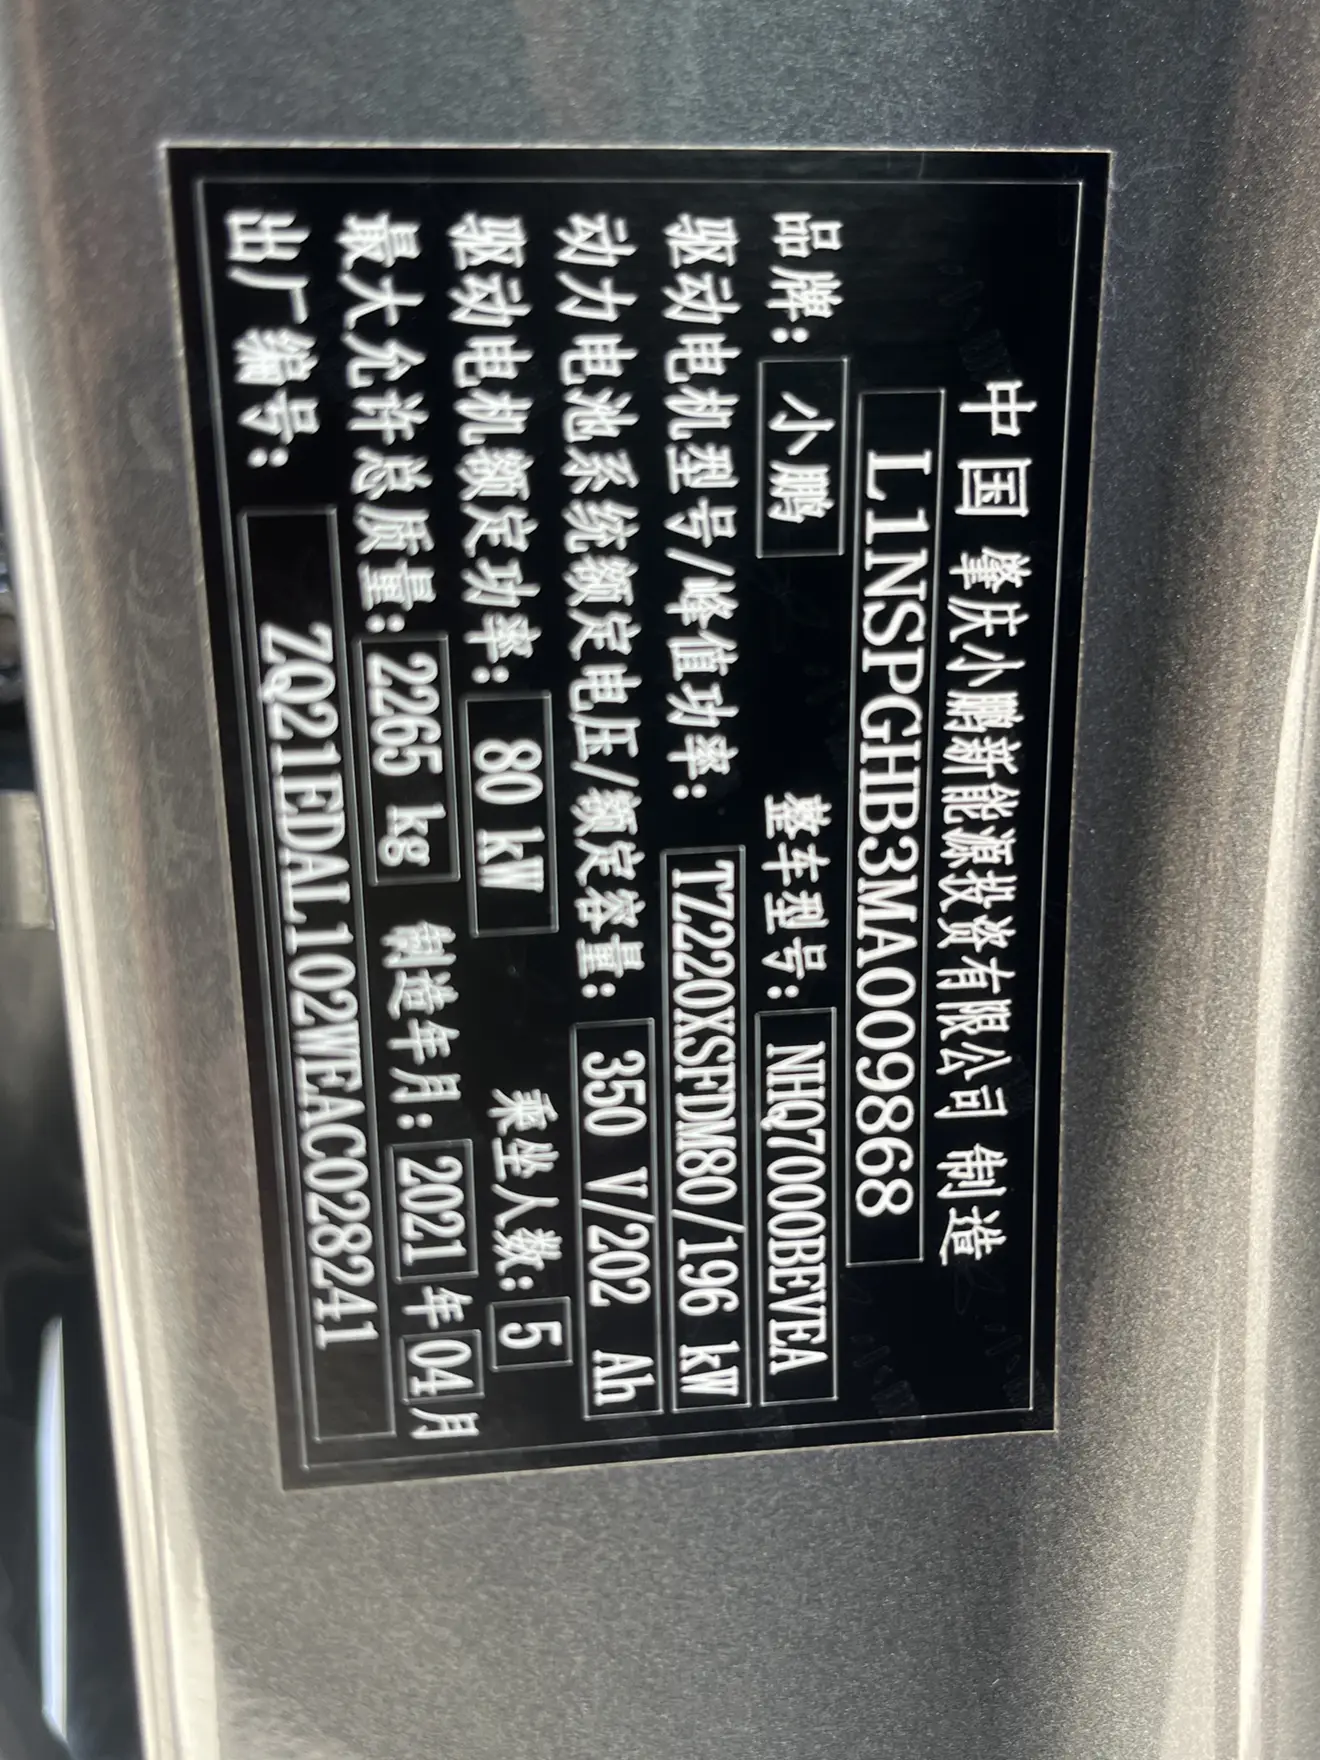 中国 肇庆小鹏新能源投资有限公司 制造
L1NSPGHB3MA009868
品牌：小鹏 整车型号：NHQ7000BEVEA
驱动电机型号/峰值功率：TZ220XSFDM80/196 kW
动力电池系统额定电压/额定容量：350 V/202 Ah
驱动电机额定功率：80 kW 乘坐人数：5
最大允许总质量：2265 kg 制造年月：2021年04月
出厂编号：ZQ21EDAL102WEAC028241